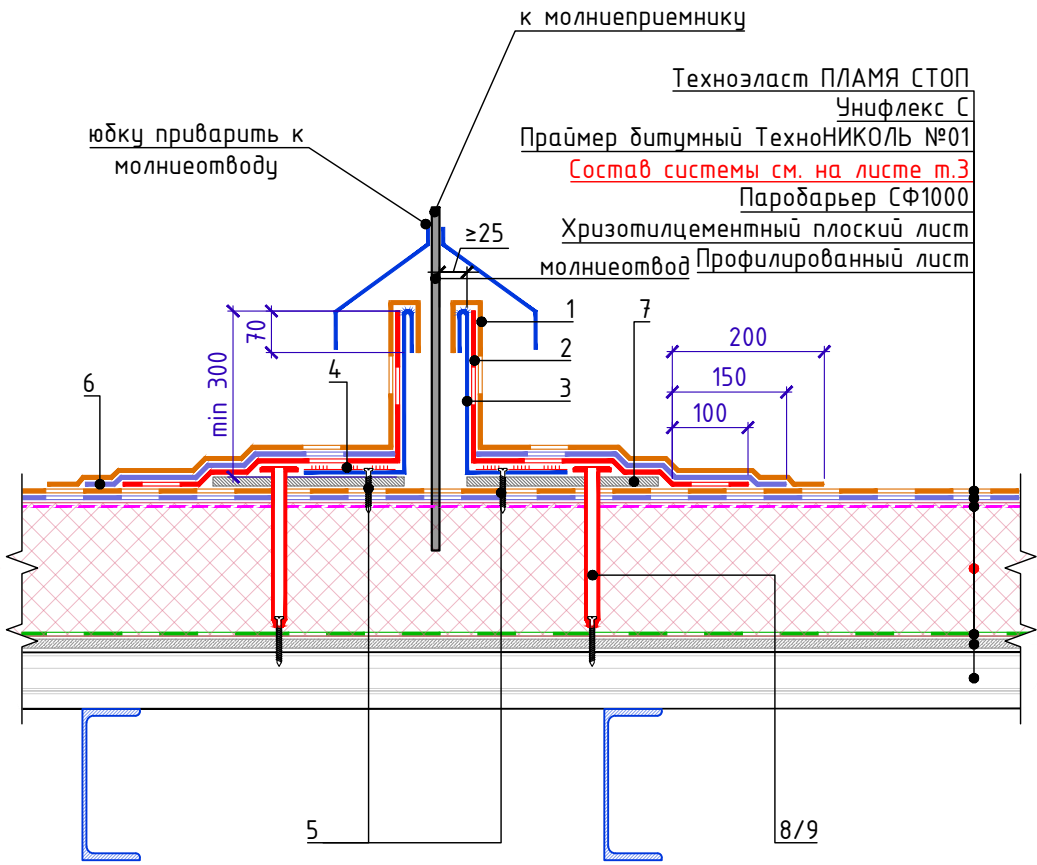 к молниеприемнику
Техноэласт ПЛАМЯ СТОП
Унифлекс С
юбку приварить к
молниеотводу
Праймер битумный ТехноНИКОЛЬ №01
Состав системы см. на листе т.3
Паробарьер СФ1000
Хризотилцементный плоский лист
≥25
молниеотвод
Профилированный лист
1
7
70
200
2
min 300
4
150
6
3
100
5
8/9